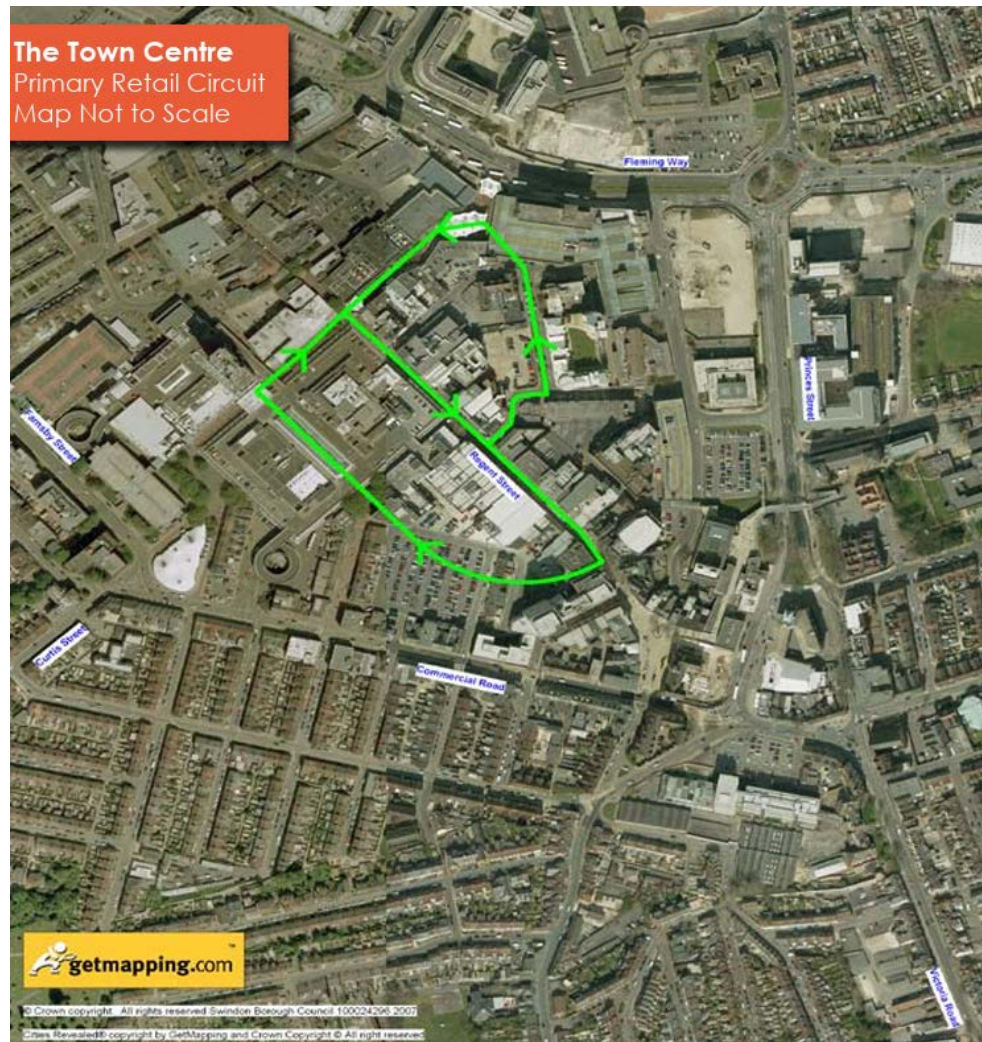 The Town Centre
Primary Retail Circuit
Map Not to Scale
Fleming Way
Princes Street
Farnsby Street
Regent Street
Curtis Street
Commercial Road
Victoria Road
getmapping.com™
© Crown copyright. All rights reserved Swindon Borough Council 100024296 2007
Cities Revealed® copyright by GetMapping and Crown Copyright © All right reserved